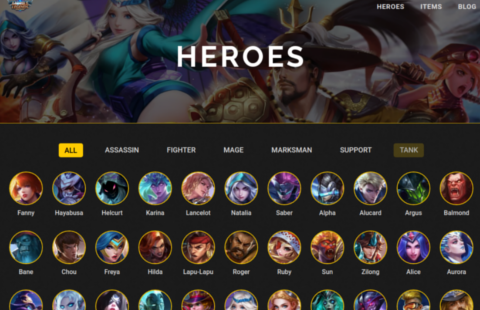 HEROES ITEMS BLOG
HEROES
ALL ASSASSIN FIGHTER MAGE MARKSMAN SUPPORT TANK
Fanny Hayabusa Helcurt Karina Lancelot Natalia Saber Alpha Alucard Argus Balmond
Bane Chou Freya Hilda Lapu-Lapu Roger Ruby Sun Zilong Alice Aurora